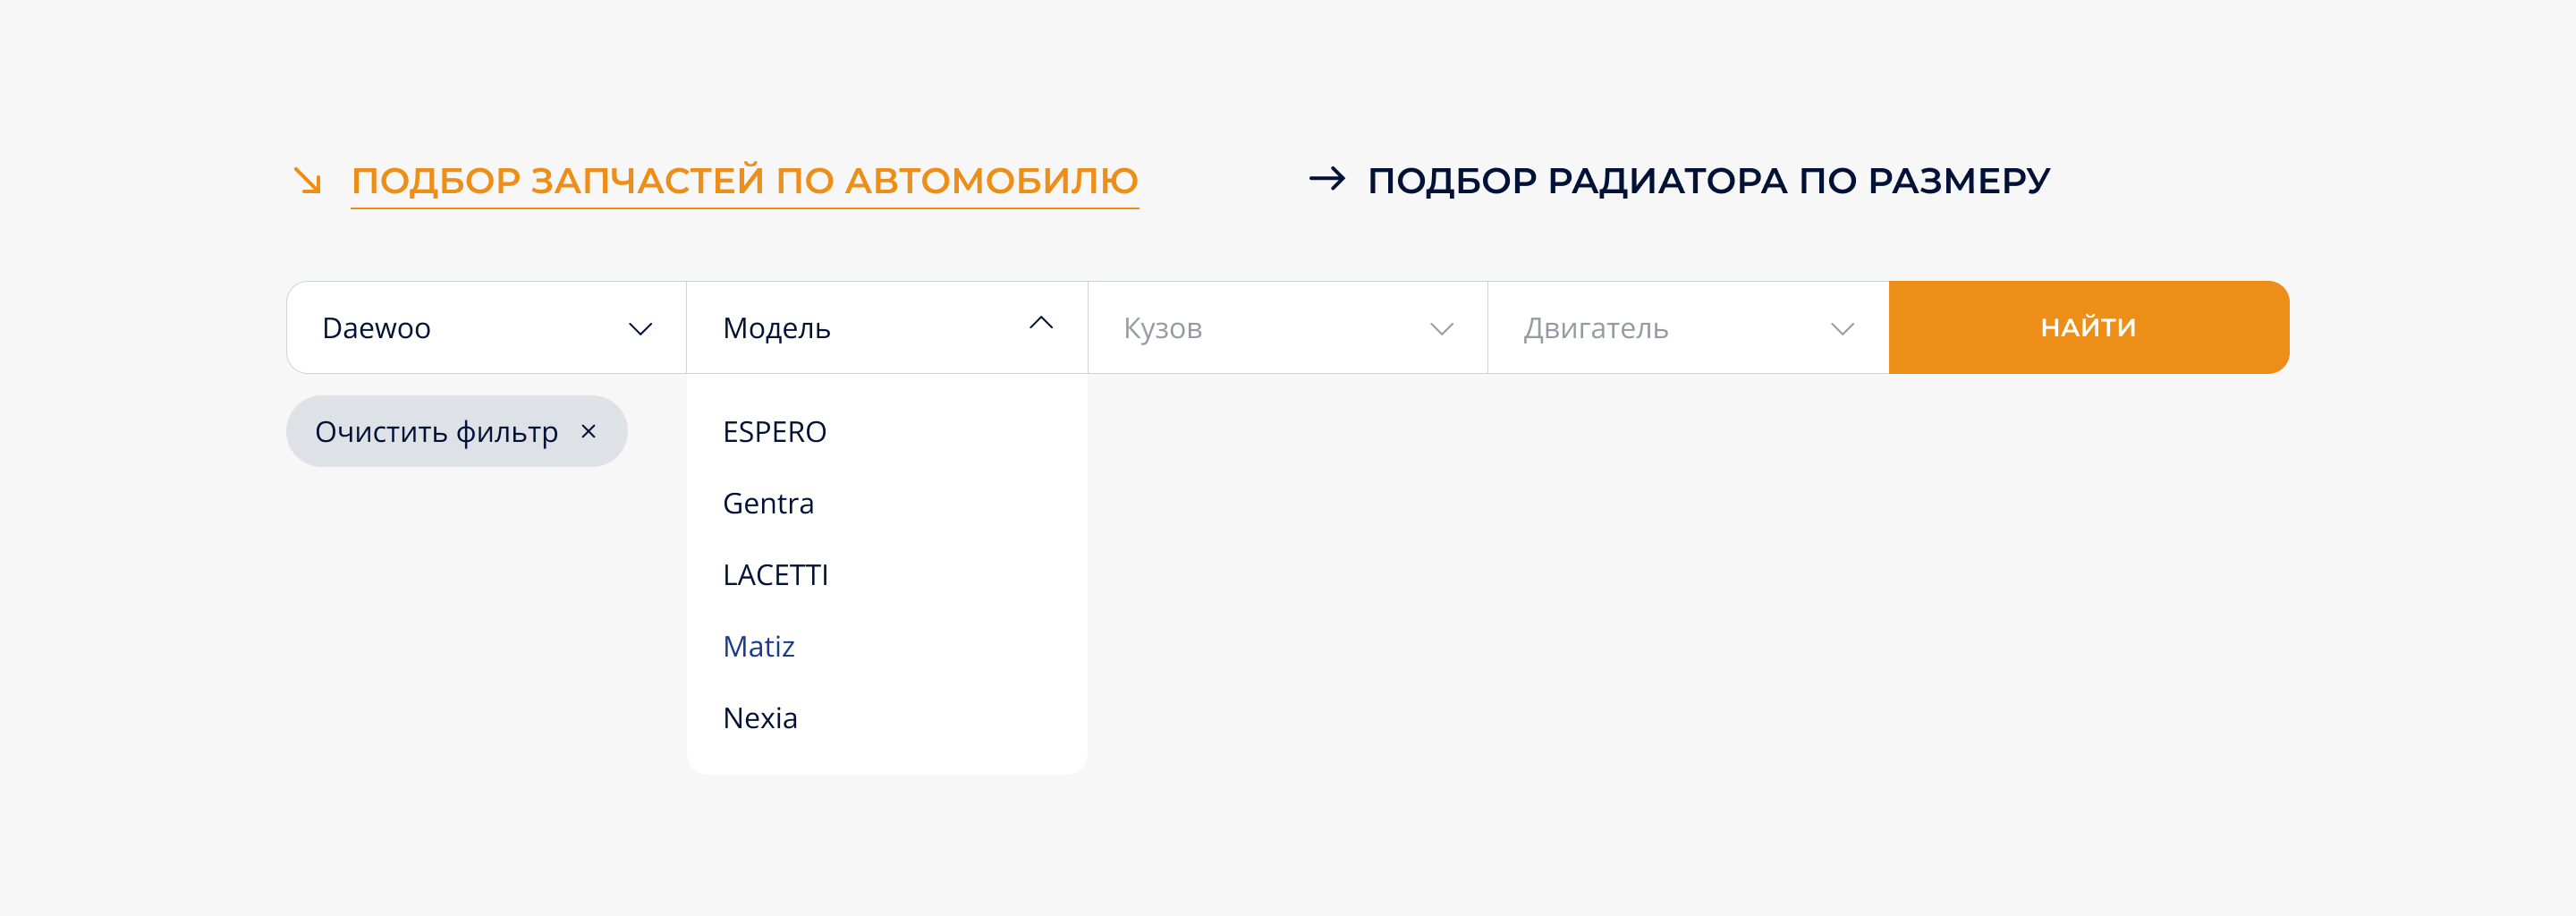 ПОДБОР ЗАПЧАСТЕЙ ПО АВТОМОБИЛЮ
ПОДБОР РАДИАТОРА ПО РАЗМЕРУ
Daewoo
Модель
Кузов
Двигатель
НАЙТИ
Очистить фильтр
ESPERO
Gentra
LACETTI
Matiz
Nexia